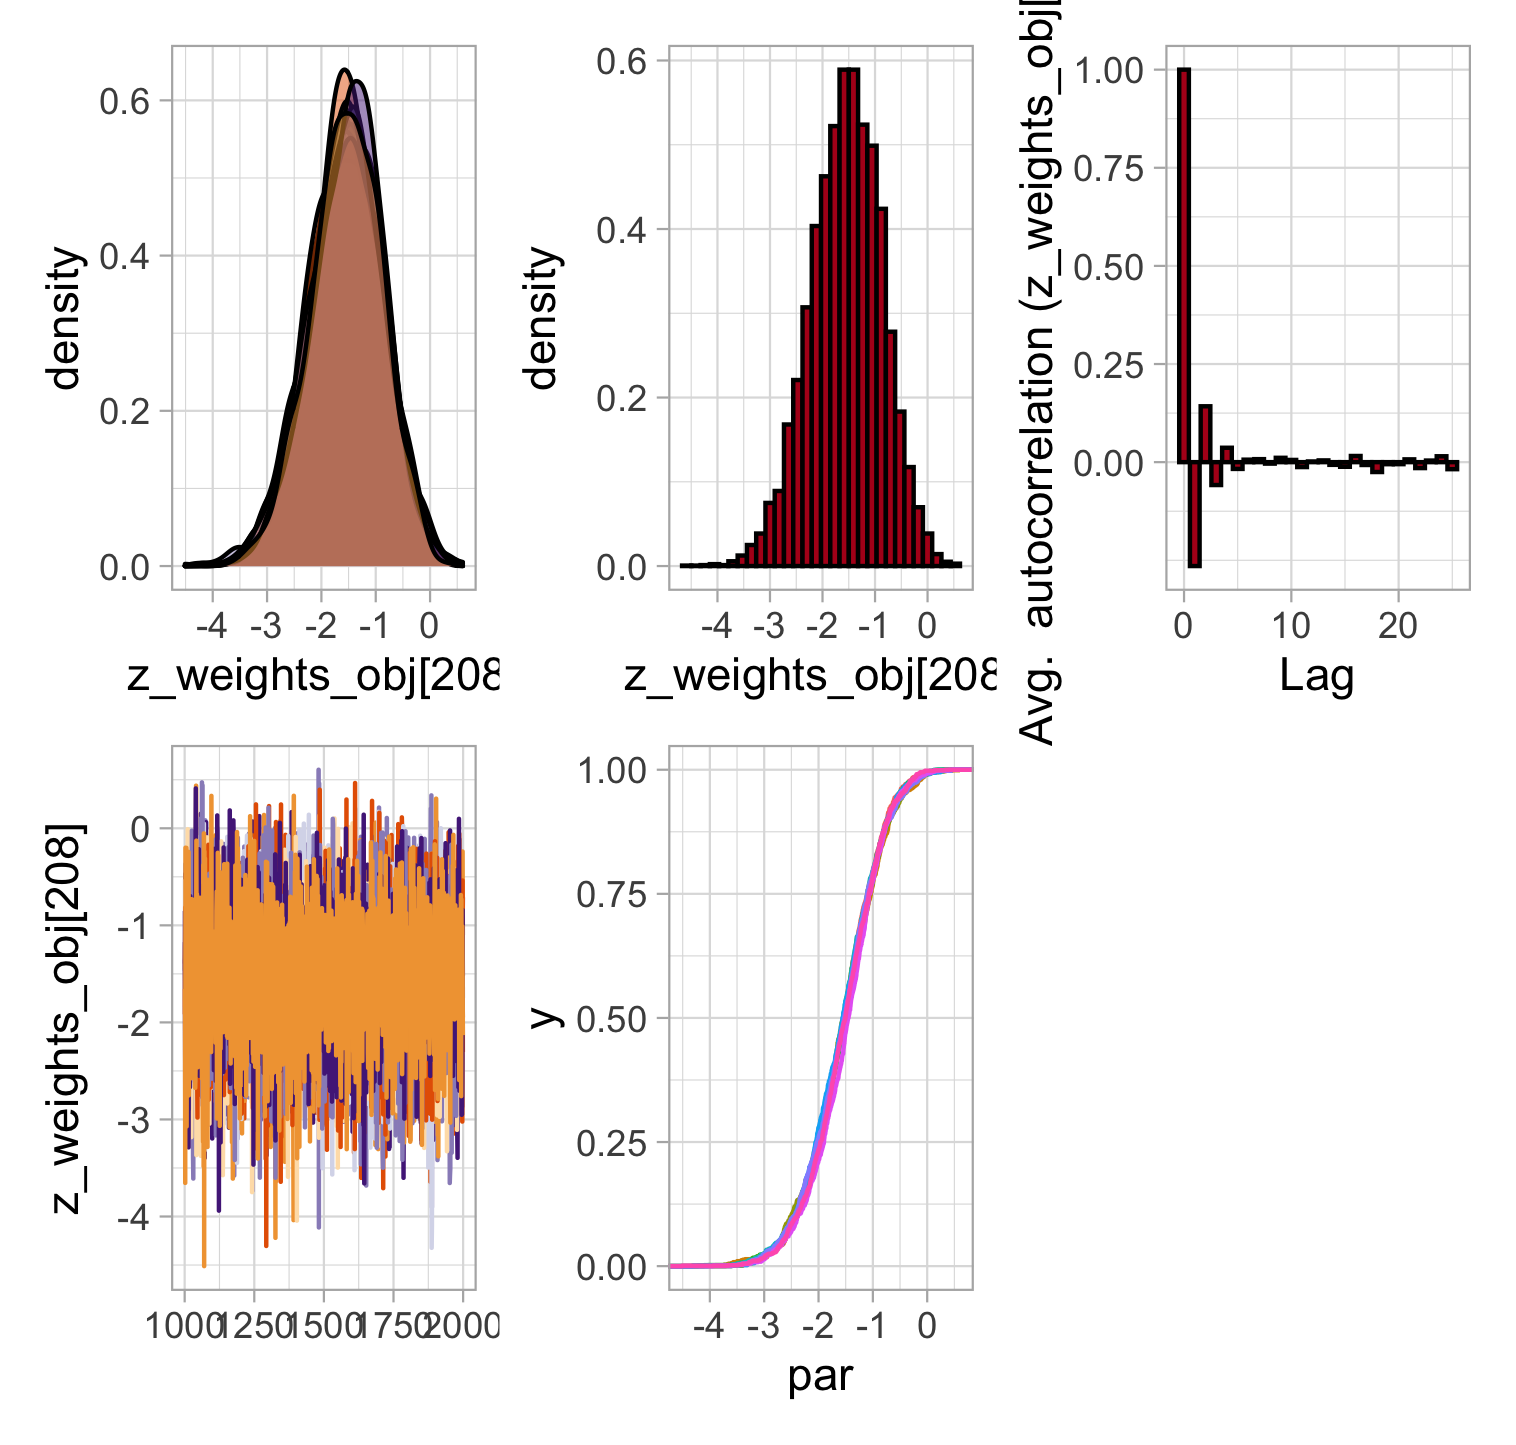 density
0.6
0.4
0.2
0.0
-4 -3 -2 -1 0
z_weights_obj[208
density
0.6
0.4
0.2
0.0
-4 -3 -2 -1 0
z_weights_obj[208
Avg. autocorrelation (z_weights_obj[
1.00
0.75
0.50
0.25
0.00
0 10 20
Lag
z_weights_obj[208]
0
-1
-2
-3
-4
1000 1250 1500 1750 2000
y
1.00
0.75
0.50
0.25
0.00
-4 -3 -2 -1 0
par